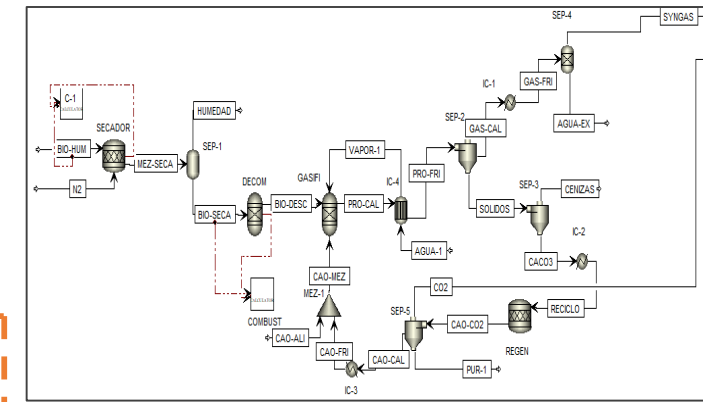 SEP-4
SYNGAS
C-1
CALCULATOR
HUMEDAD
IC-1
GAS-FRI
SECADOR
SEP-2
GAS-CAL
BIO-HUM
SEP-1
VAPOR-1
AGUA-EX
MEZ-SECA
DECOM
GASIFI
IC-4
PRO-FRI
N2
SEP-3
BIO-DESC
PRO-CAL
CENIZAS
BIO-SECA
SOLIDOS
IC-2
AGUA-1
CACO3
CAO-MEZ
CALCULATOR
MEZ-1
CO2
COMBUST
SEP-5
RECICLO
CAO-ALI
CAO-CO2
CAO-FRI
CAO-CAL
REGEN
PUR-1
IC-3